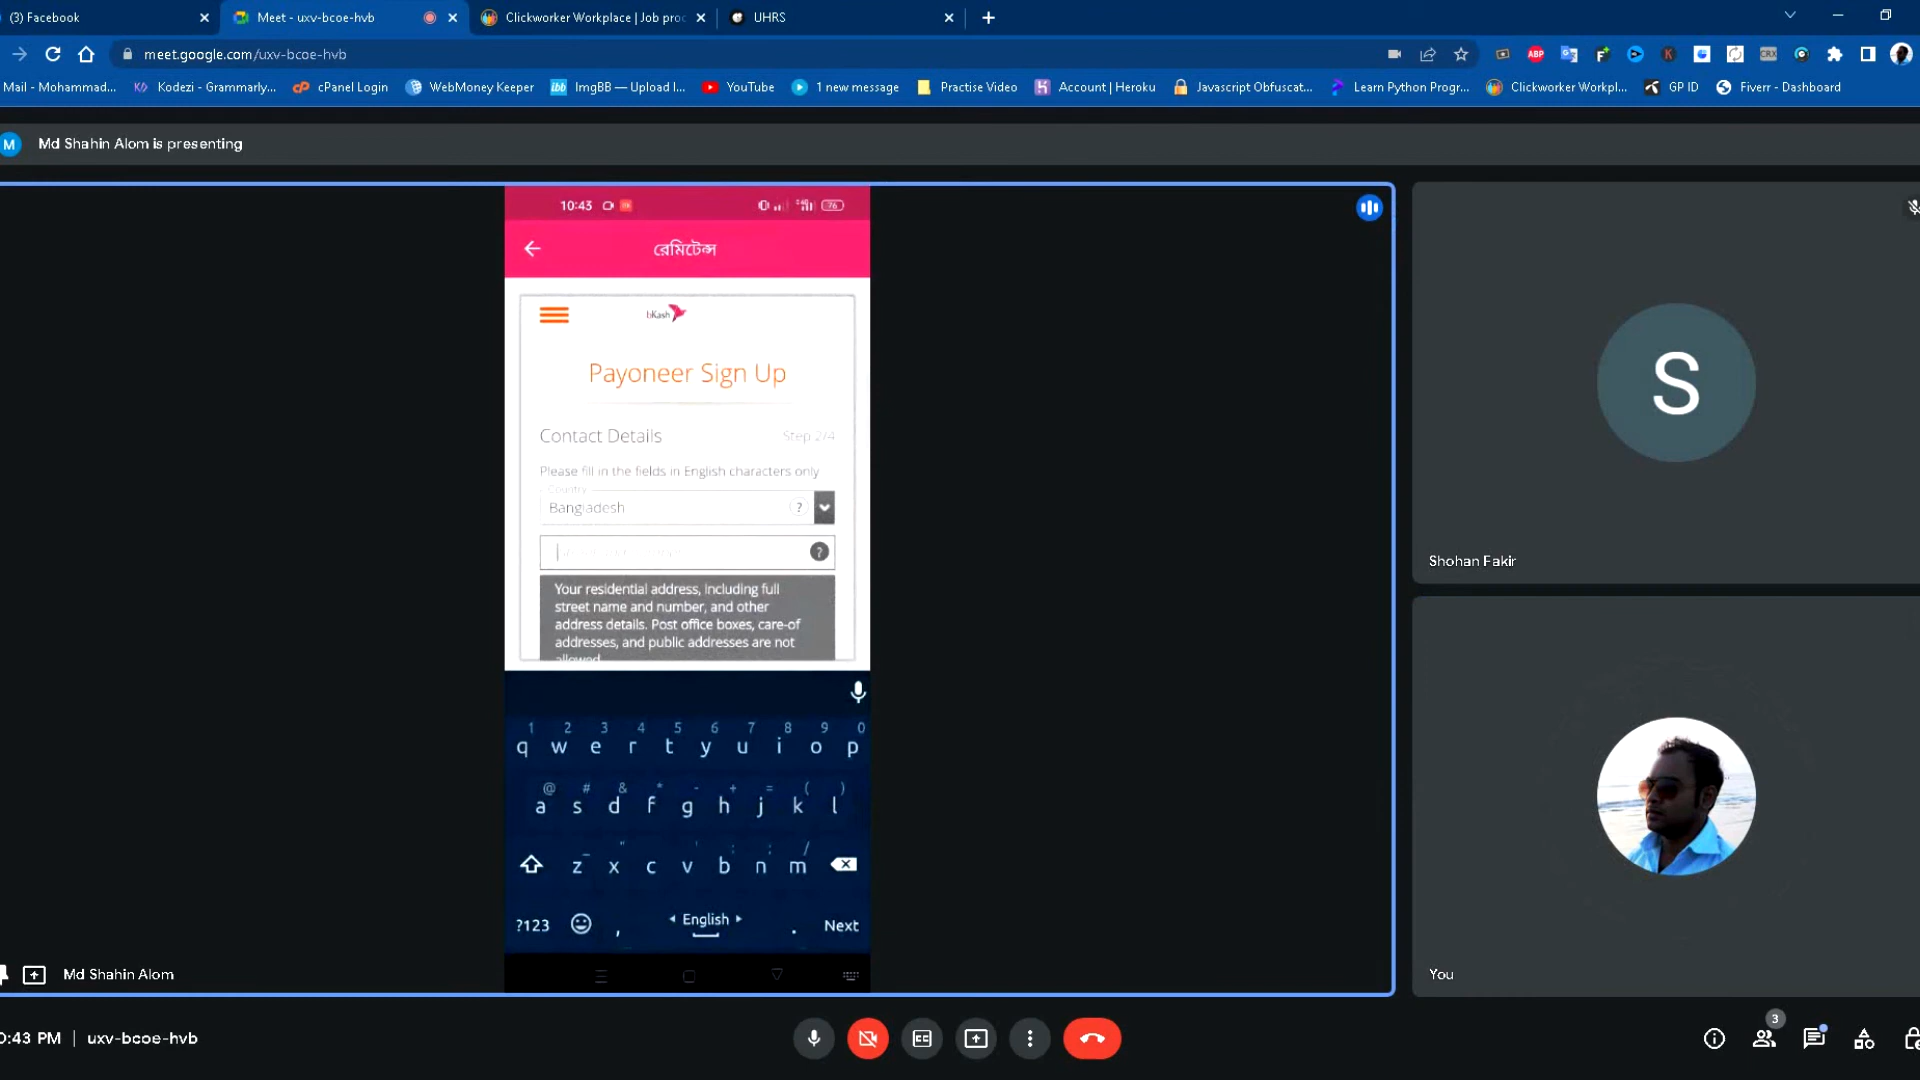 (3) Facebook
Meet - uxv-bcoe-hvb
Clickworker Workplace | Job proc
UHRS
meet.google.com/uxv-bcoe-hvb
Mail - Mohammad...
Kodezi - Grammarly...
cPanel Login
WebMoney Keeper
ImgBB — Upload I...
YouTube
1 new message
Practise Video
Account | Heroku
Javascript Obfuscat...
Learn Python Progr...
Clickworker Workpl...
GP ID
Fiverr - Dashboard
M
Md Shahin Alom is presenting
10:43
76
রেমিটেন্স
bKash
Payoneer Sign Up
Contact Details
Step 2/4
Please fill in the fields in English characters only
Country
Bangladesh
?
?
Your residential address, including full
street name and number, and other
address details. Post office boxes, care-of
addresses, and public addresses are not
allowed
1 2 3 4 5 6 7 8 9 0
q w e r t y u i o p
@ # & * - + = ( )
a s d f g h j k l
z x c v b n m
?123 , English . Next
S
Shohan Fakir
You
Md Shahin Alom
0:43 PM | uxv-bcoe-hvb
3